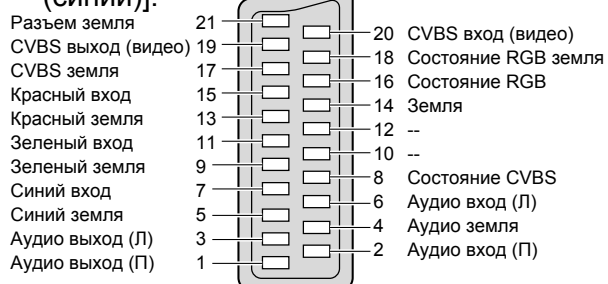 (синий)].
Разъем земля 21
CVBS выход (видео) 19
CVBS земля 17
Красный вход 15
Красный земля 13
Зеленый вход 11
Зеленый земля 9
Синий вход 7
Синий земля 5
Аудио выход (Л) 3
Аудио выход (П) 1
20 CVBS вход (видео)
18 Состояние RGB земля
16 Состояние RGB
14 Земля
12 --
10 --
8 Состояние CVBS
6 Аудио вход (Л)
4 Аудио земля
2 Аудио вход (П)